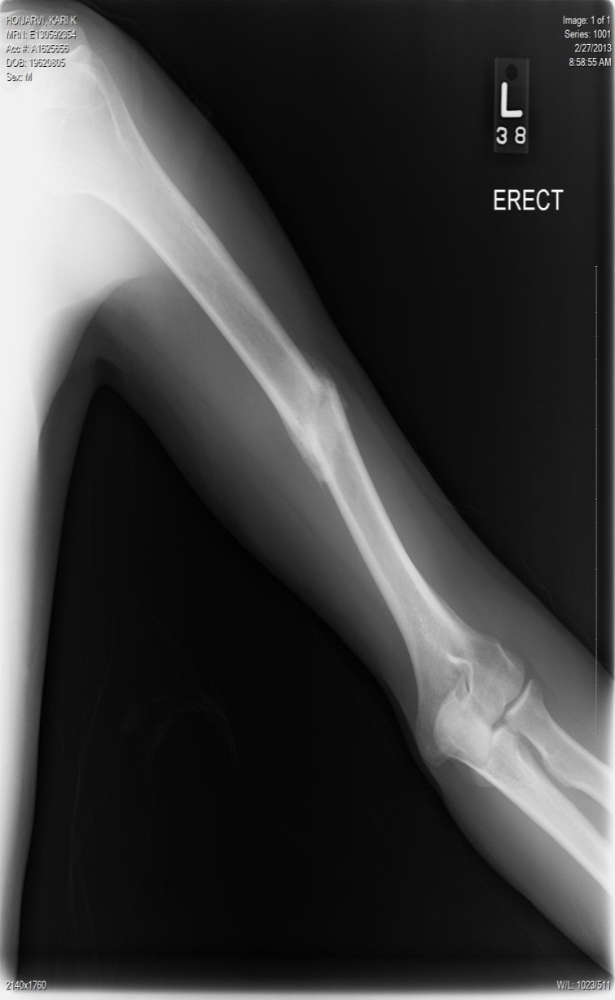 HOIJARVI, KARI K
MRN: E130592354
Acc #: A1625656
DOB: 19620805
Sex: M
Image: 1 of 1
Series: 1001
2/27/2013
8:58:55 AM
L
38
ERECT
2140x1760
W/L: 1023/511